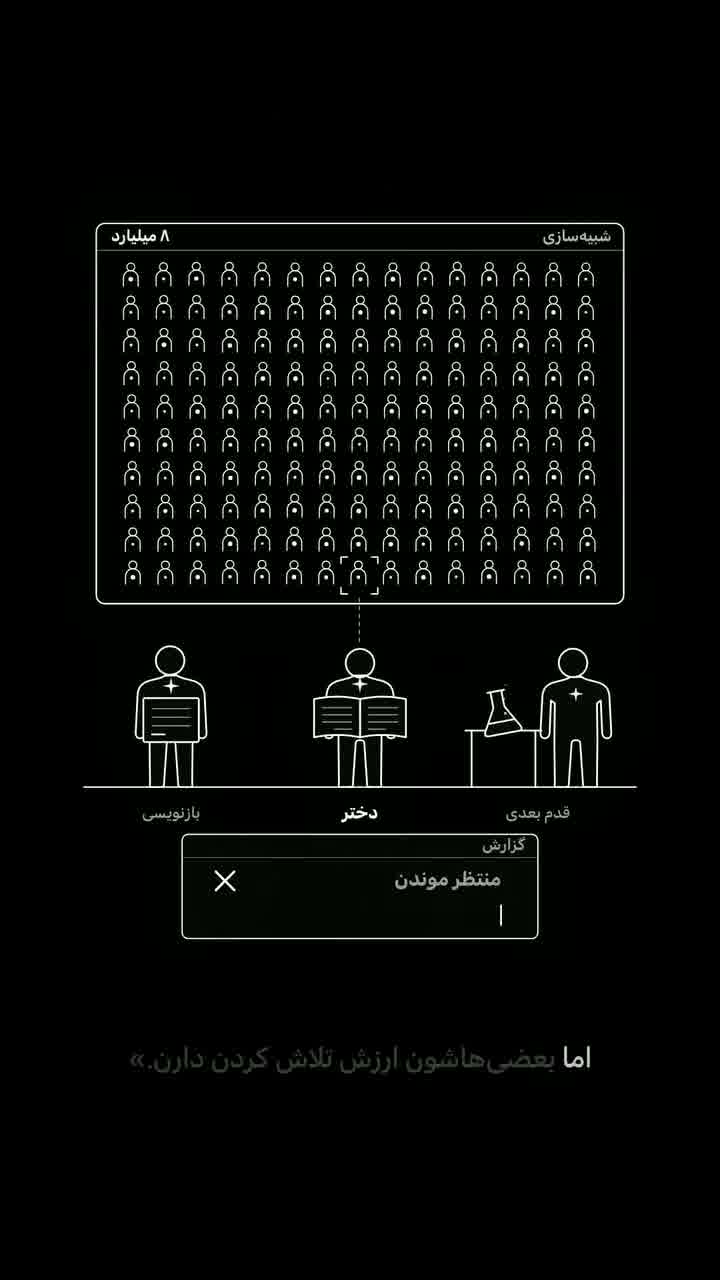 شبیه‌سازی
۸ میلیارد
قدم بعدی
دختر
بازنویسی
گزارش
منتظر موندن
اما بعضی‌هاشون ارزش تلاش کردن دارن.»